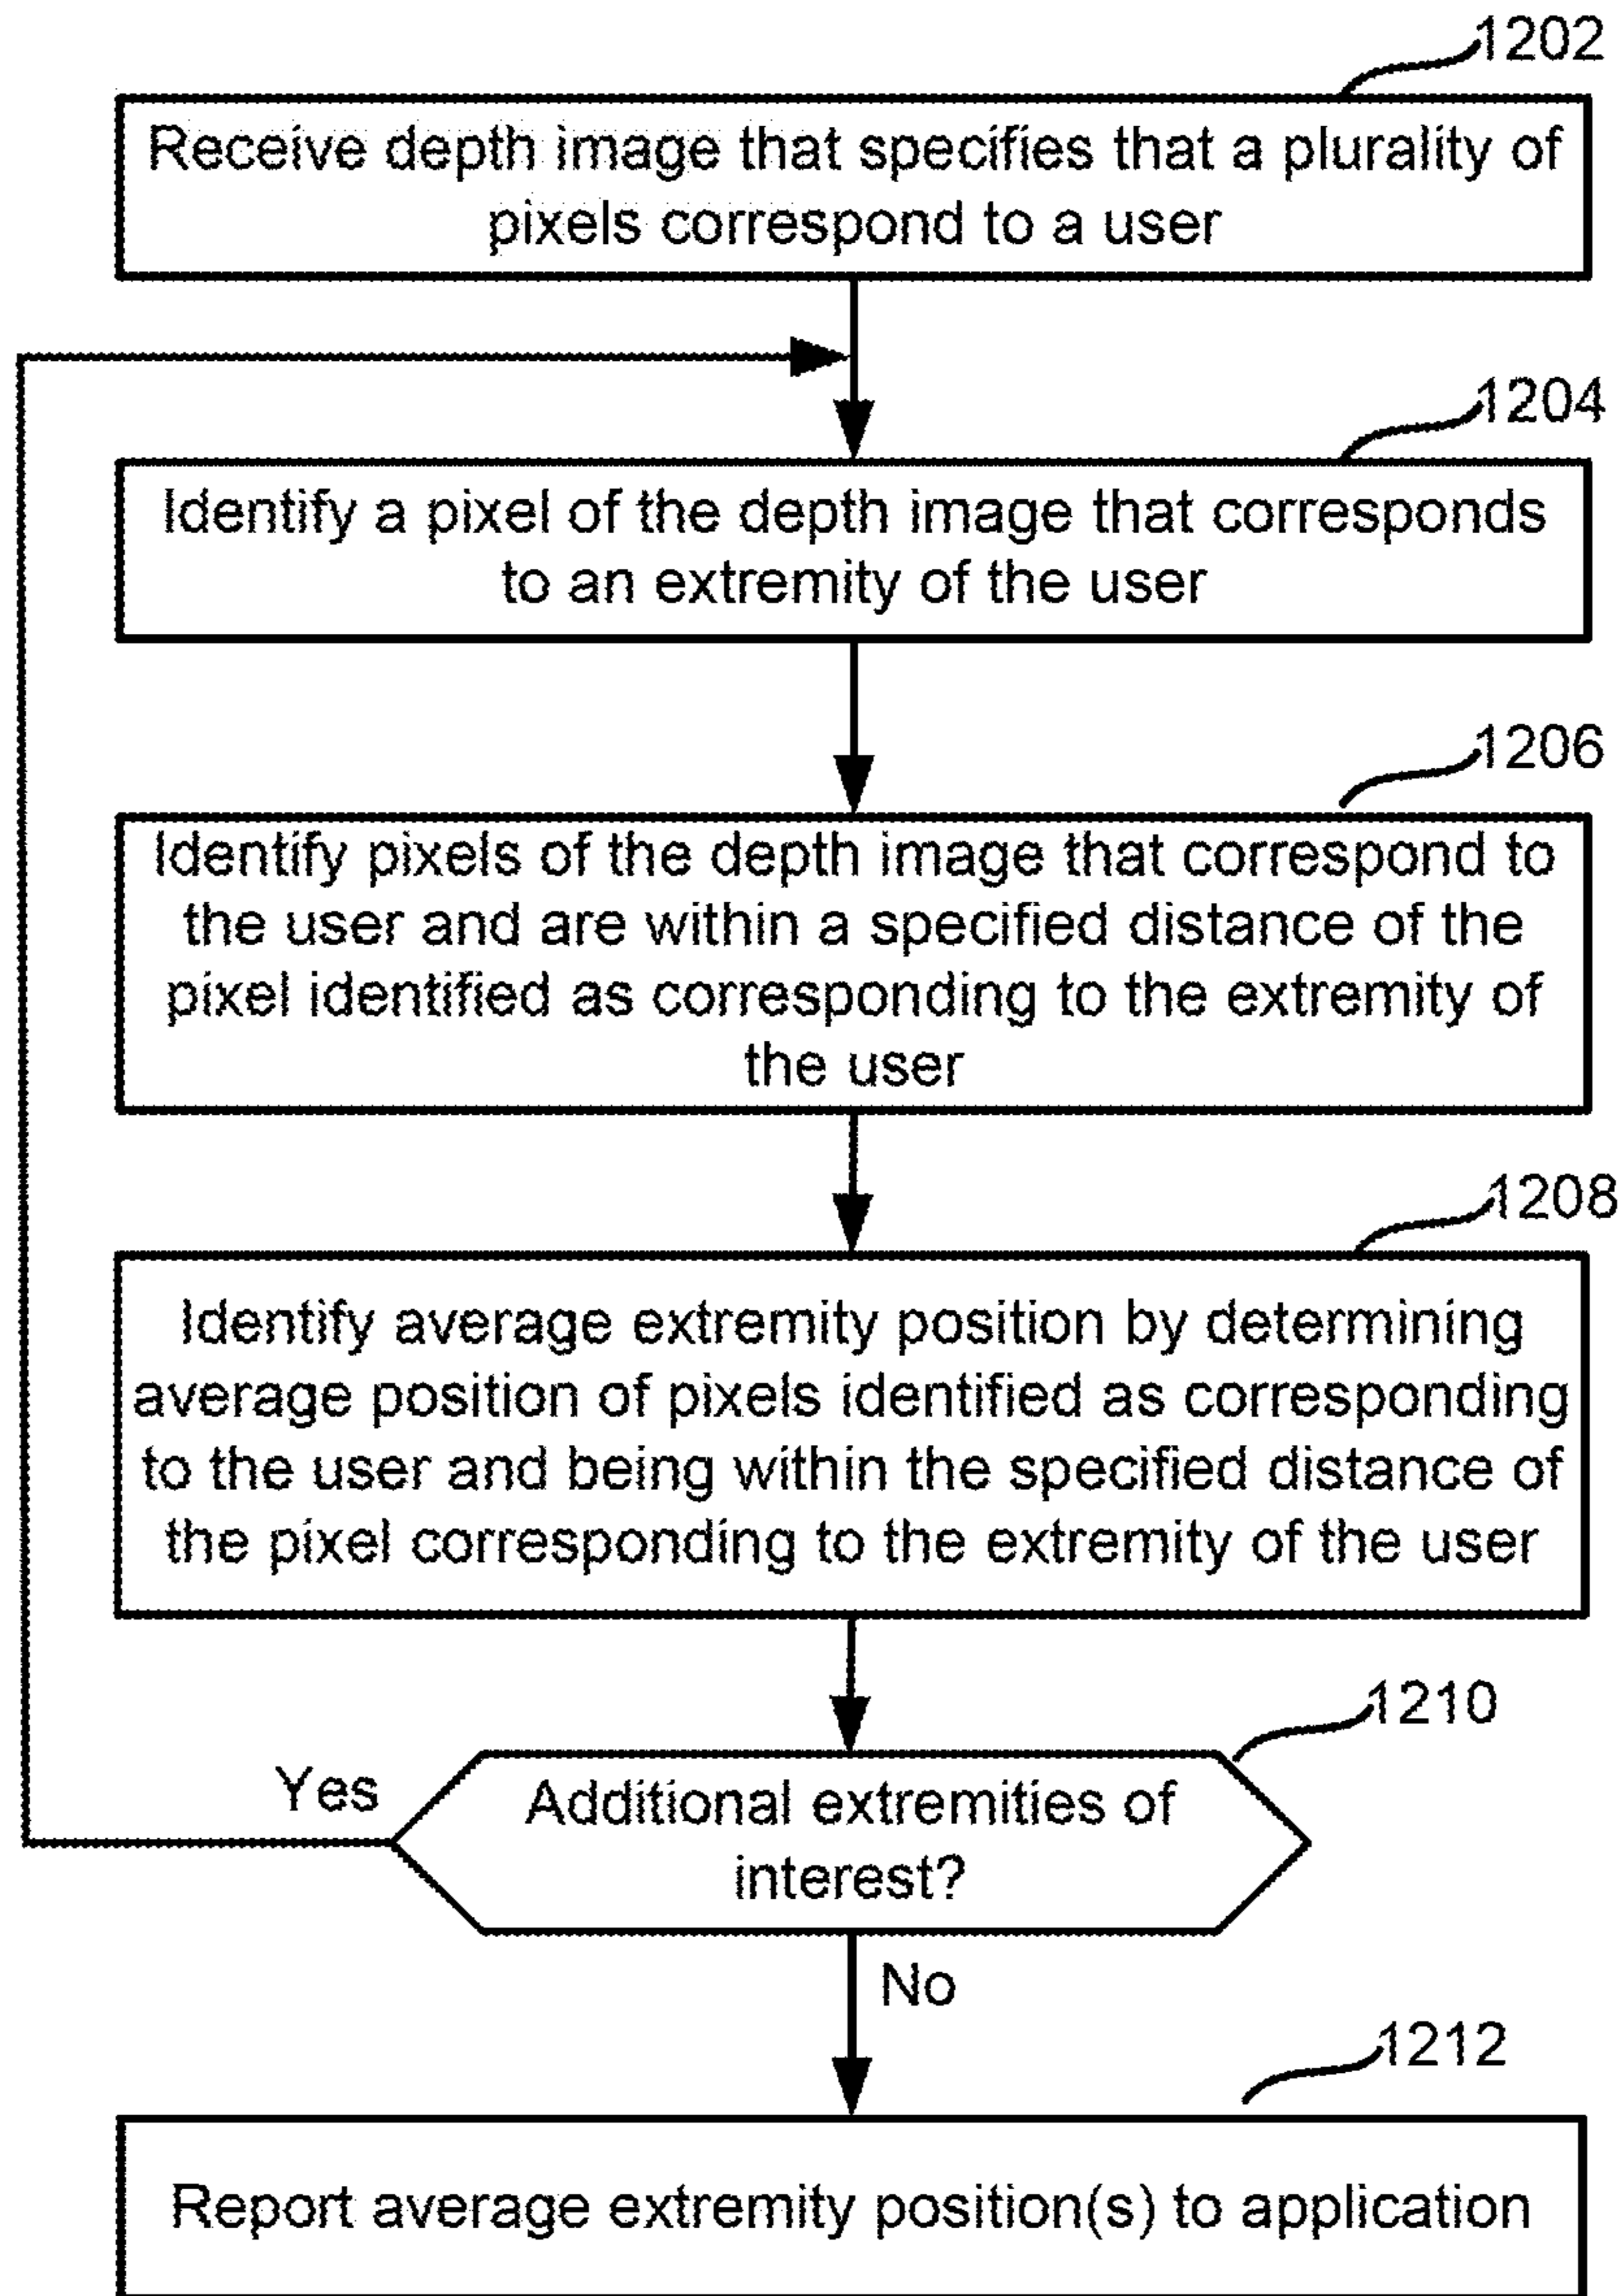 1202
Receive depth image that specifies that a plurality of
pixels correspond to a user
1204
Identify a pixel of the depth image that corresponds
to an extremity of the user
1206
Identify pixels of the depth image that correspond to
the user and are within a specified distance of the
pixel identified as corresponding to the extremity of
the user
1208
Identify average extremity position by determining
average position of pixels identified as corresponding
to the user and being within the specified distance of
the pixel corresponding to the extremity of the user
1210
Yes
Additional extremities of
interest?
No
1212
Report average extremity position(s) to application